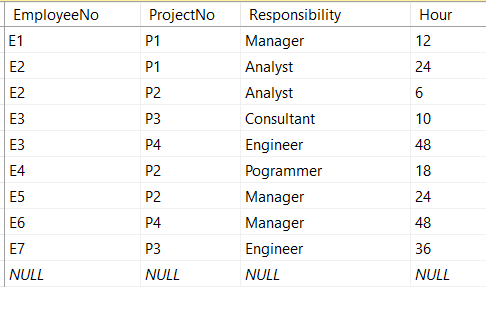 EmployeeNo ProjectNo Responsibility Hour
E1 P1 Manager 12
E2 P1 Analyst 24
E2 P2 Analyst 6
E3 P3 Consultant 10
E3 P4 Engineer 48
E4 P2 Pogrammer 18
E5 P2 Manager 24
E6 P4 Manager 48
E7 P3 Engineer 36
NULL NULL NULL NULL